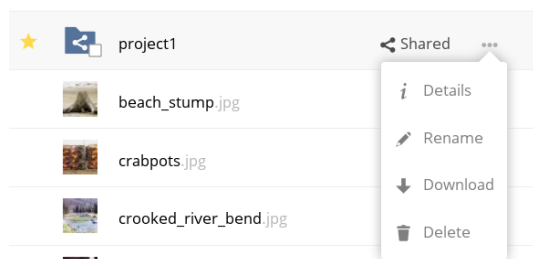 project1 Shared
Details
beach_stump.jpg
Rename
crabpots.jpg
Download
crooked_river_bend.jpg
Delete